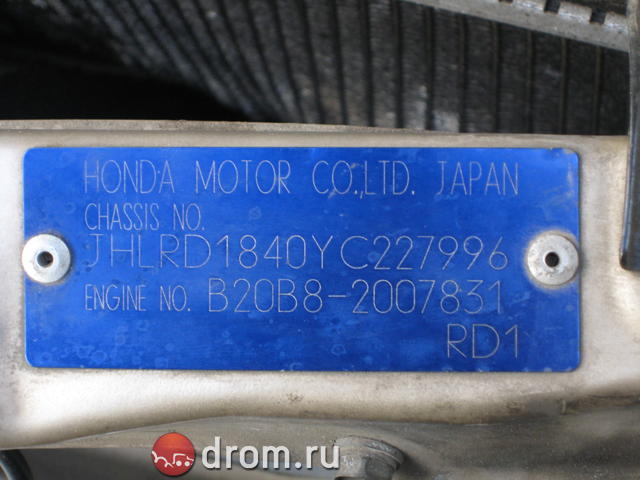 HONDA MOTOR CO.,LTD. JAPAN
CHASSIS NO.
JHLRD1840YC227996
ENGINE NO. B20B8-2007831
RD1
drom.ru